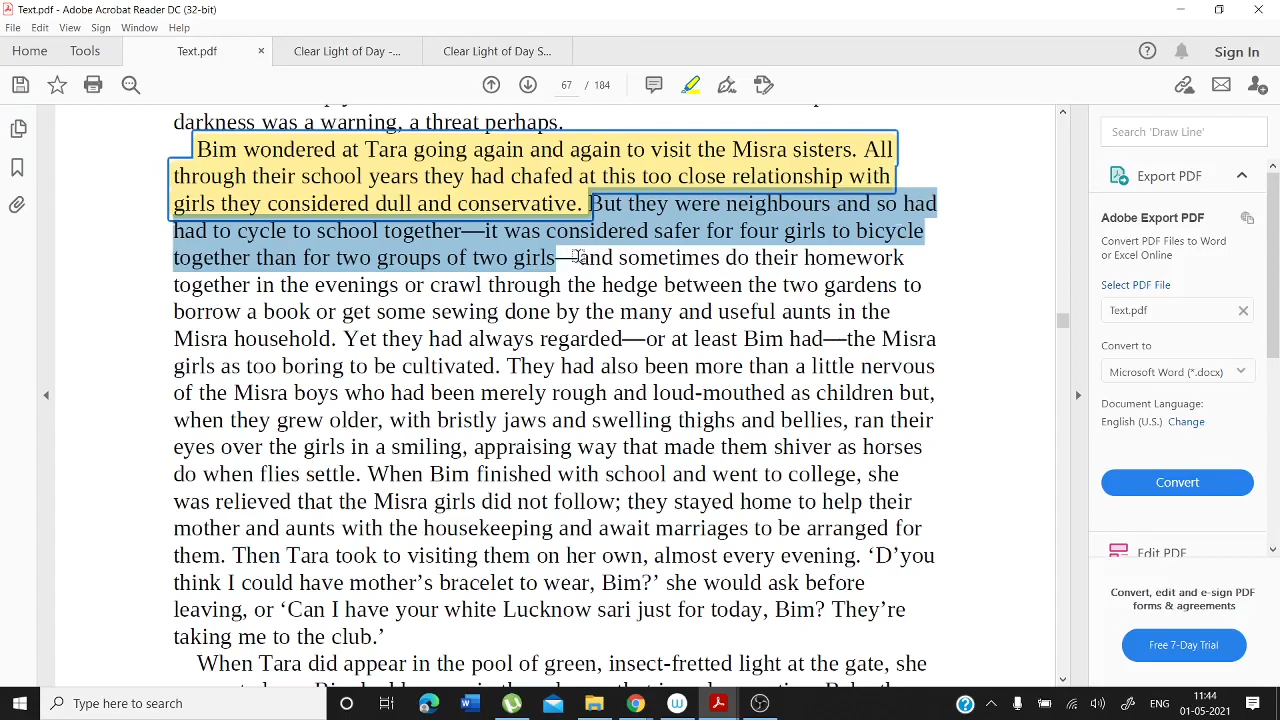 Text.pdf - Adobe Acrobat Reader DC (32-bit)
File Edit View Sign Window Help
Home Tools Text.pdf × Clear Light of Day -... Clear Light of Day S... Sign In
67 / 184
darkness was a warning, a threat perhaps.
Bim wondered at Tara going again and again to visit the Misra sisters. All
through their school years they had chafed at this too close relationship with
girls they considered dull and conservative. But they were neighbours and so had
had to cycle to school together—it was considered safer for four girls to bicycle
together than for two groups of two girls—and sometimes do their homework
together in the evenings or crawl through the hedge between the two gardens to
borrow a book or get some sewing done by the many and useful aunts in the
Misra household. Yet they had always regarded—or at least Bim had—the Misra
girls as too boring to be cultivated. They had also been more than a little nervous
of the Misra boys who had been merely rough and loud-mouthed as children but,
when they grew older, with bristly jaws and swelling thighs and bellies, ran their
eyes over the girls in a smiling, appraising way that made them shiver as horses
do when flies settle. When Bim finished with school and went to college, she
was relieved that the Misra girls did not follow; they stayed home to help their
mother and aunts with the housekeeping and await marriages to be arranged for
them. Then Tara took to visiting them on her own, almost every evening. ‘D’you
think I could have mother’s bracelet to wear, Bim?’ she would ask before
leaving, or ‘Can I have your white Lucknow sari just for today, Bim? They’re
taking me to the club.’
When Tara did appear in the pool of green, insect-fretted light at the gate, she
Search 'Draw Line'
Export PDF
Adobe Export PDF
Convert PDF Files to Word
or Excel Online
Select PDF File
Text.pdf
Convert to
Microsoft Word (*.docx)
Document Language:
English (U.S.) Change
Convert
Edit PDF
Convert, edit and e-sign PDF
forms & agreements
Free 7-Day Trial
Type here to search
ENG
11:44
01-05-2021